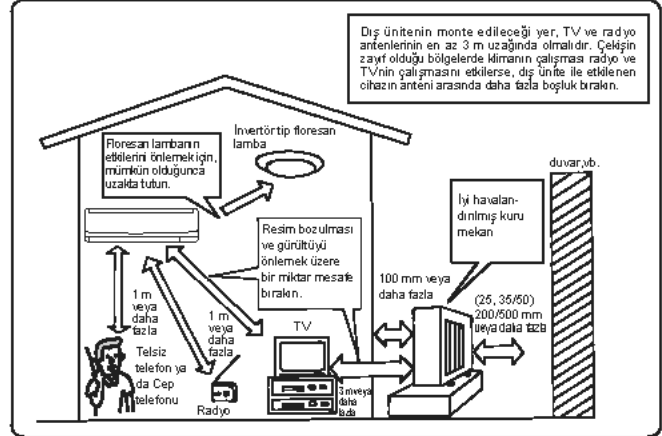 Dış ünitenin monte edileceği yer, TV ve radyo
antenlerinin en az 3 m uzağında olmalıdır. Çekişin
zayıf olduğu bölgelerde klimanın çalışması radyo ve
TV'nin çalışmasını etkilerse, dış ünite ile etkilenen
cihazın anteni arasında daha fazla boşluk bırakın.
Floresan lambanın
etkilerini önlemek için,
mümkün olduğunca
uzakta tutun.
İnvertör tip floresan
lamba
duvar,vb.
İyi havalan-
dırılmış kuru
mekan
Resim bozulması
ve gürültüyü
önlemek üzere
bir miktar mesafe
bırakın.
100 mm veya
daha fazla
(25, 35/50)
200/500 mm
veya daha fazla
1 m
veya
daha
fazla
1 m
veya
daha
fazla
TV
Telsiz
telefon ya
da Cep
telefonu
Radyo
3 m veya
daha
fazla